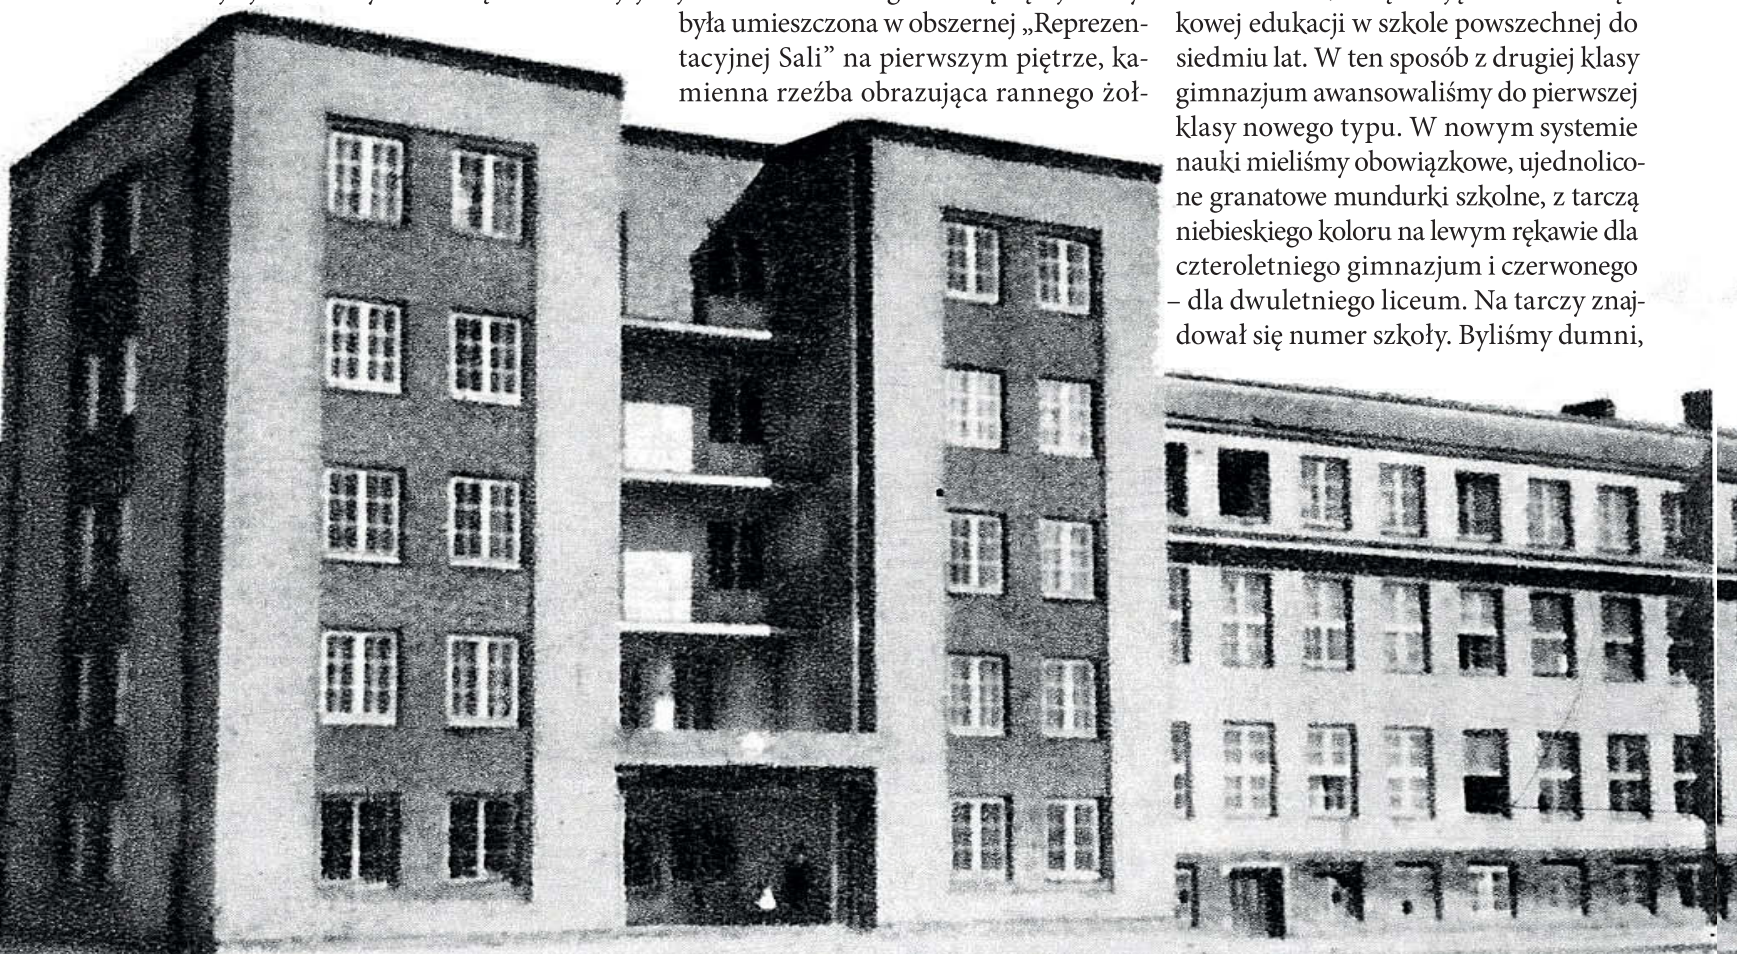 była umieszczona w obszernej „Reprezen-
tacyjnej Sali” na pierwszym piętrze, ka-
mienna rzeźba obrazująca rannego żoł-
kowej edukacji w szkole powszechnej do
siedmiu lat. W ten sposób z drugiej klasy
gimnazjum awansowaliśmy do pierwszej
klasy nowego typu. W nowym systemie
nauki mieliśmy obowiązkowe, ujednolico-
ne granatowe mundurki szkolne, z tarczą
niebieskiego koloru na lewym rękawie dla
czteroletniego gimnazjum i czerwonego
– dla dwuletniego liceum. Na tarczy znaj-
dował się numer szkoły. Byliśmy dumni,